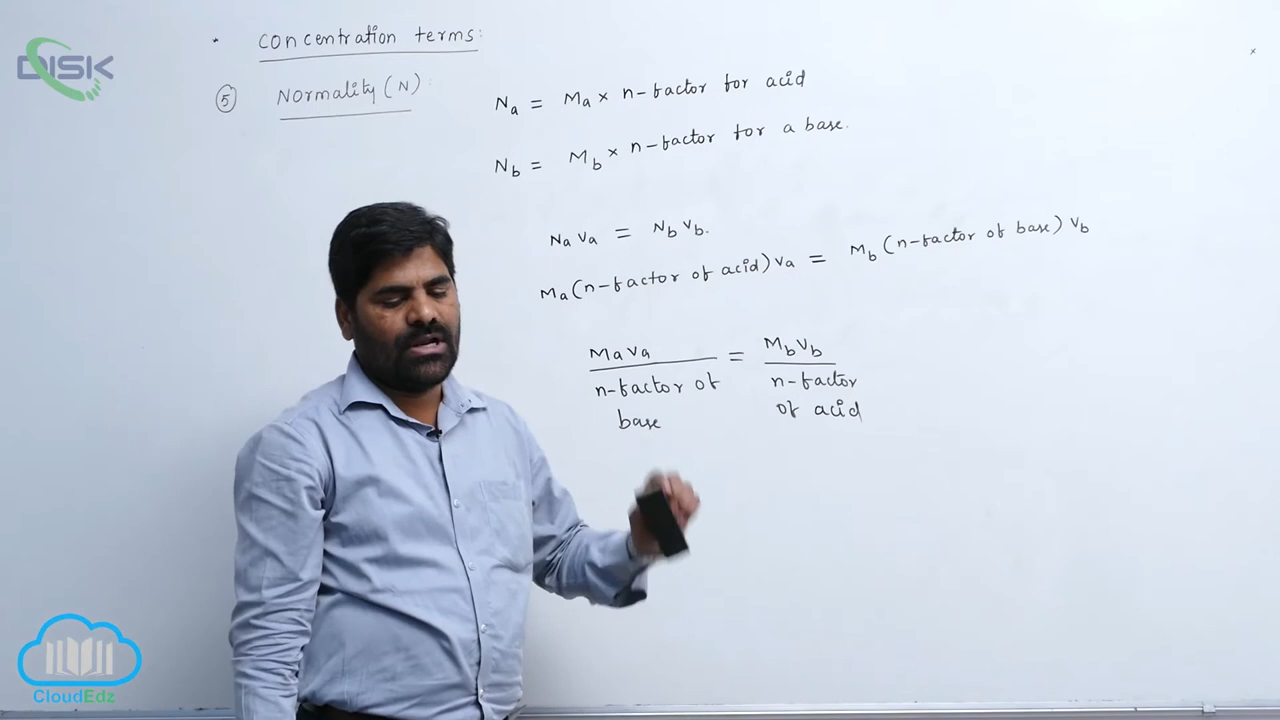 DISK
* Concentration terms:
⑤ Normality (N):
Na = Ma × n-factor for acid
Nb = Mb × n-factor for a base.
Na Va = Nb Vb.
Ma (n-factor of acid) Va = Mb (n-factor of base) Vb
Ma Va / n-factor of base = Mb Vb / n-factor of acid
CloudEdz